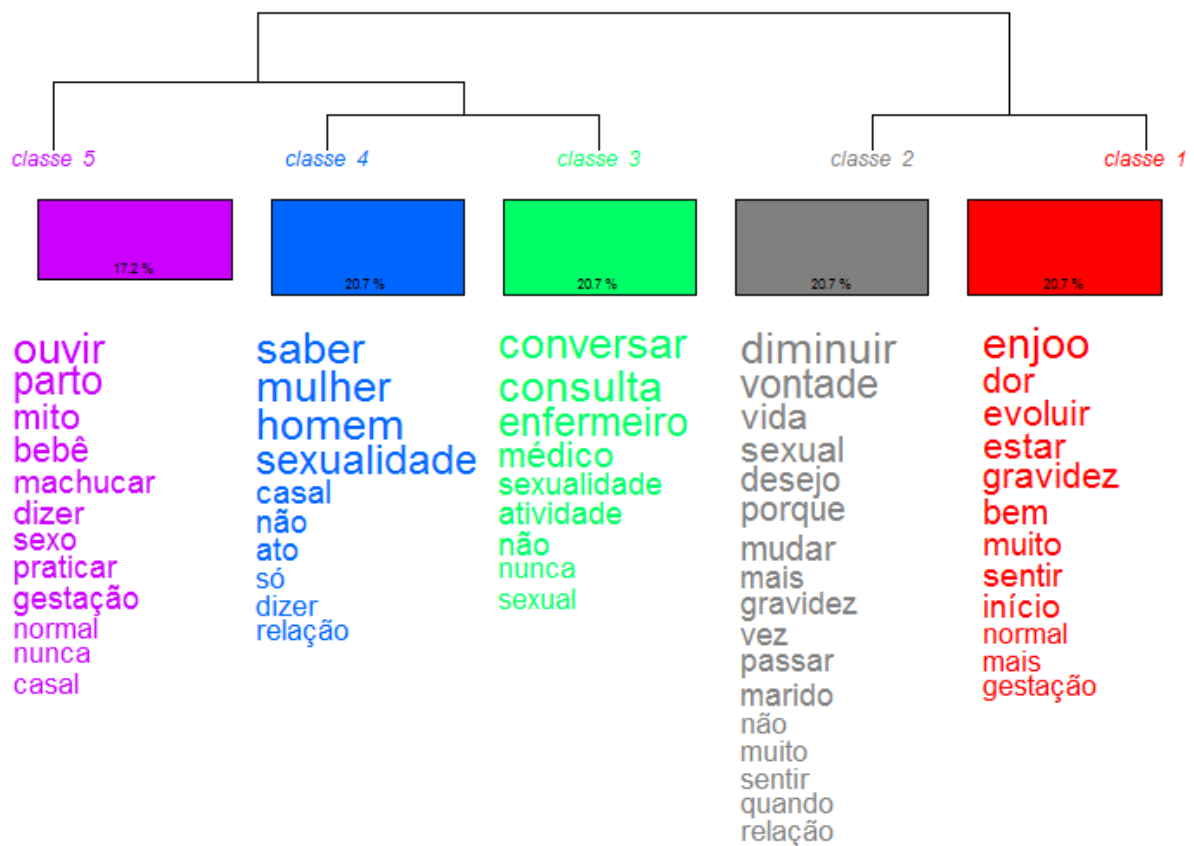 classe 5
classe 4
classe 3
classe 2
classe 1
17.2 %
20.7 %
20.7 %
20.7 %
20.7 %
ouvir
parto
mito
bebê
machucar
dizer
sexo
praticar
gestação
normal
nunca
casal
saber
mulher
homem
sexualidade
casal
não
ato
só
dizer
relação
conversar
consulta
enfermeiro
médico
sexualidade
atividade
não
nunca
sexual
diminuir
vontade
vida
sexual
desejo
porque
mudar
mais
gravidez
vez
passar
marido
não
muito
sentir
quando
relação
enjoo
dor
evoluir
estar
gravidez
bem
muito
sentir
início
normal
mais
gestação